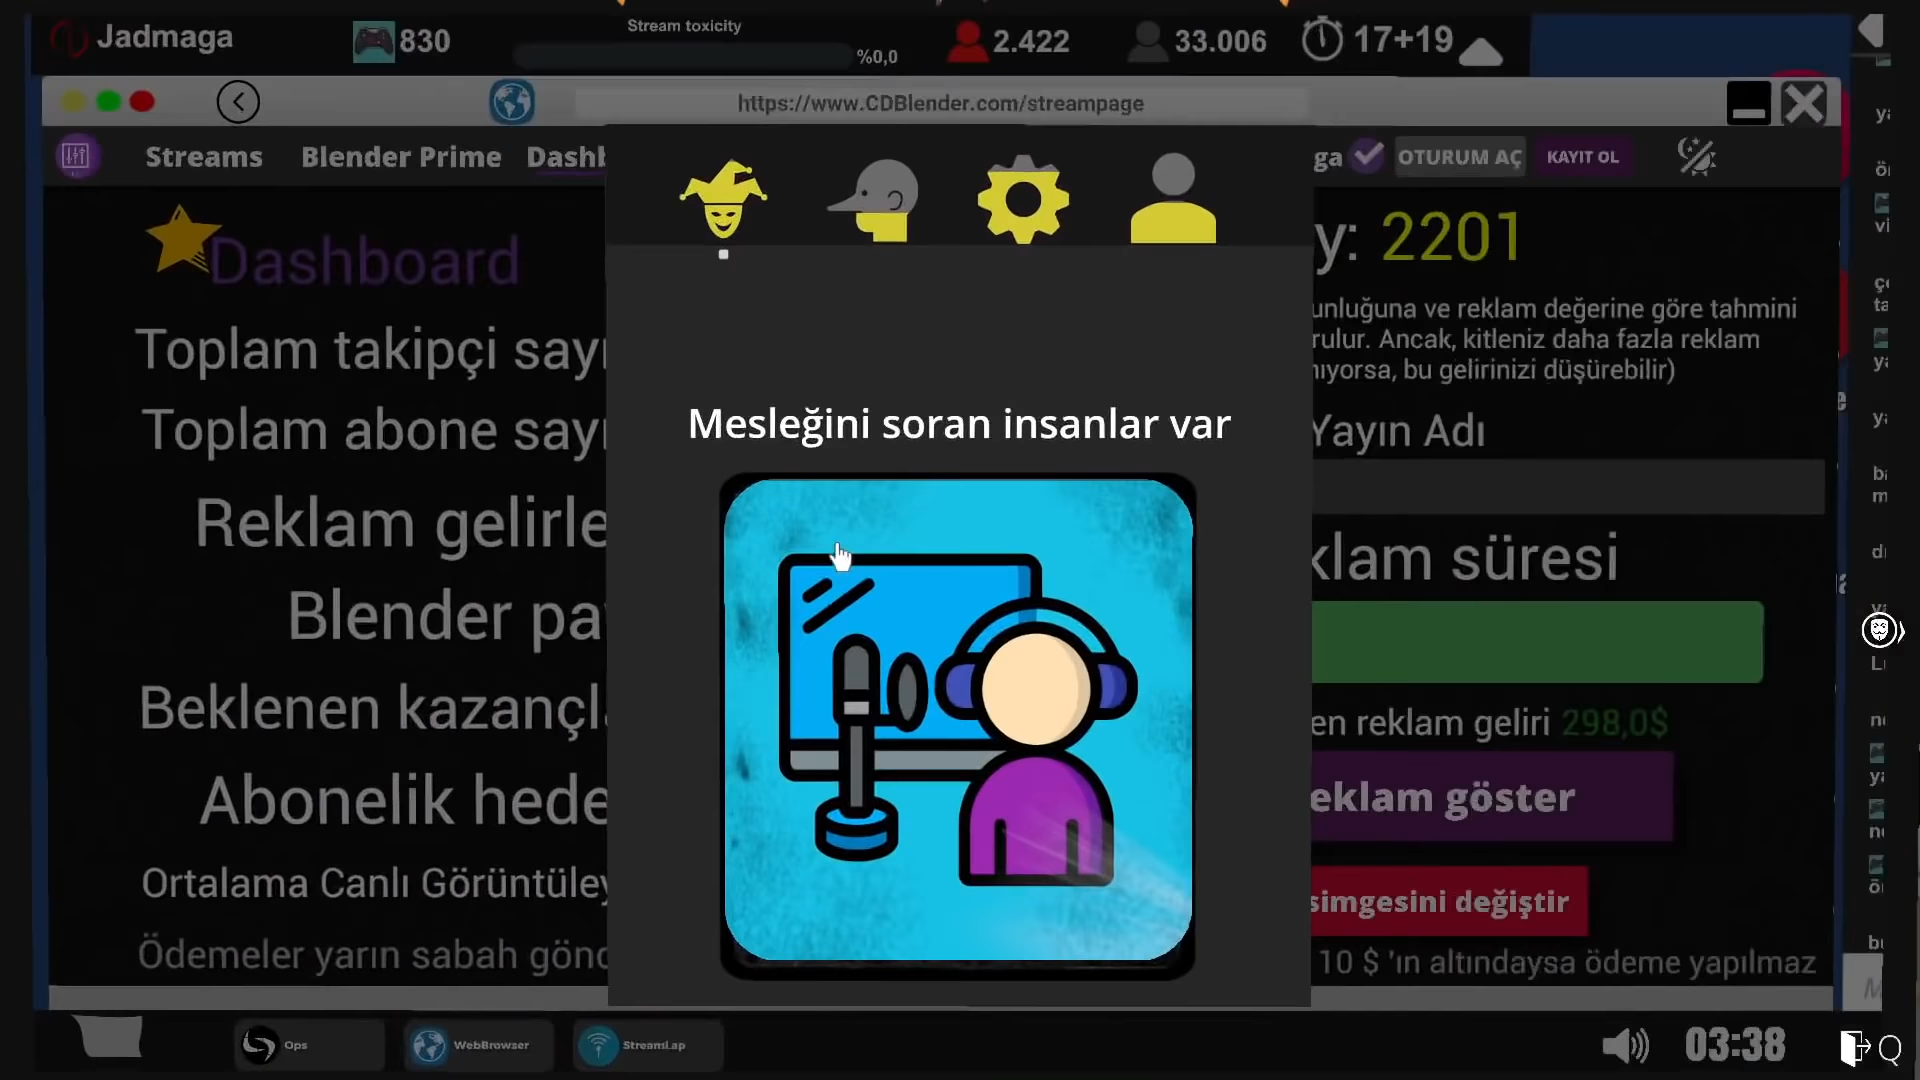 Jadmaga
830
Stream toxicity
%0,0
2.422
33.006
17+19
https://www.CDBlender.com/streampage
Streams
Blender Prime
Dashb
ga
OTURUM AÇ
KAYIT OL
Dashboard
y: 2201
unluğuna ve reklam değerine göre tahmini
rulur. Ancak, kitleniz daha fazla reklam
ııyorsa, bu gelirinizi düşürebilir)
Toplam takipçi say
Toplam abone say
Mesleğini soran insanlar var
Yayın Adı
Reklam gelirle
klam süresi
Blender pa
Beklenen kazançl
en reklam geliri 298,0$
Abonelik hede
eklam göster
Ortalama Canlı Görüntüley
simgesini değiştir
Ödemeler yarın sabah gönd
10 $ 'ın altındaysa ödeme yapılmaz
Ops
WebBrowser
StreamLap
03:38
Q